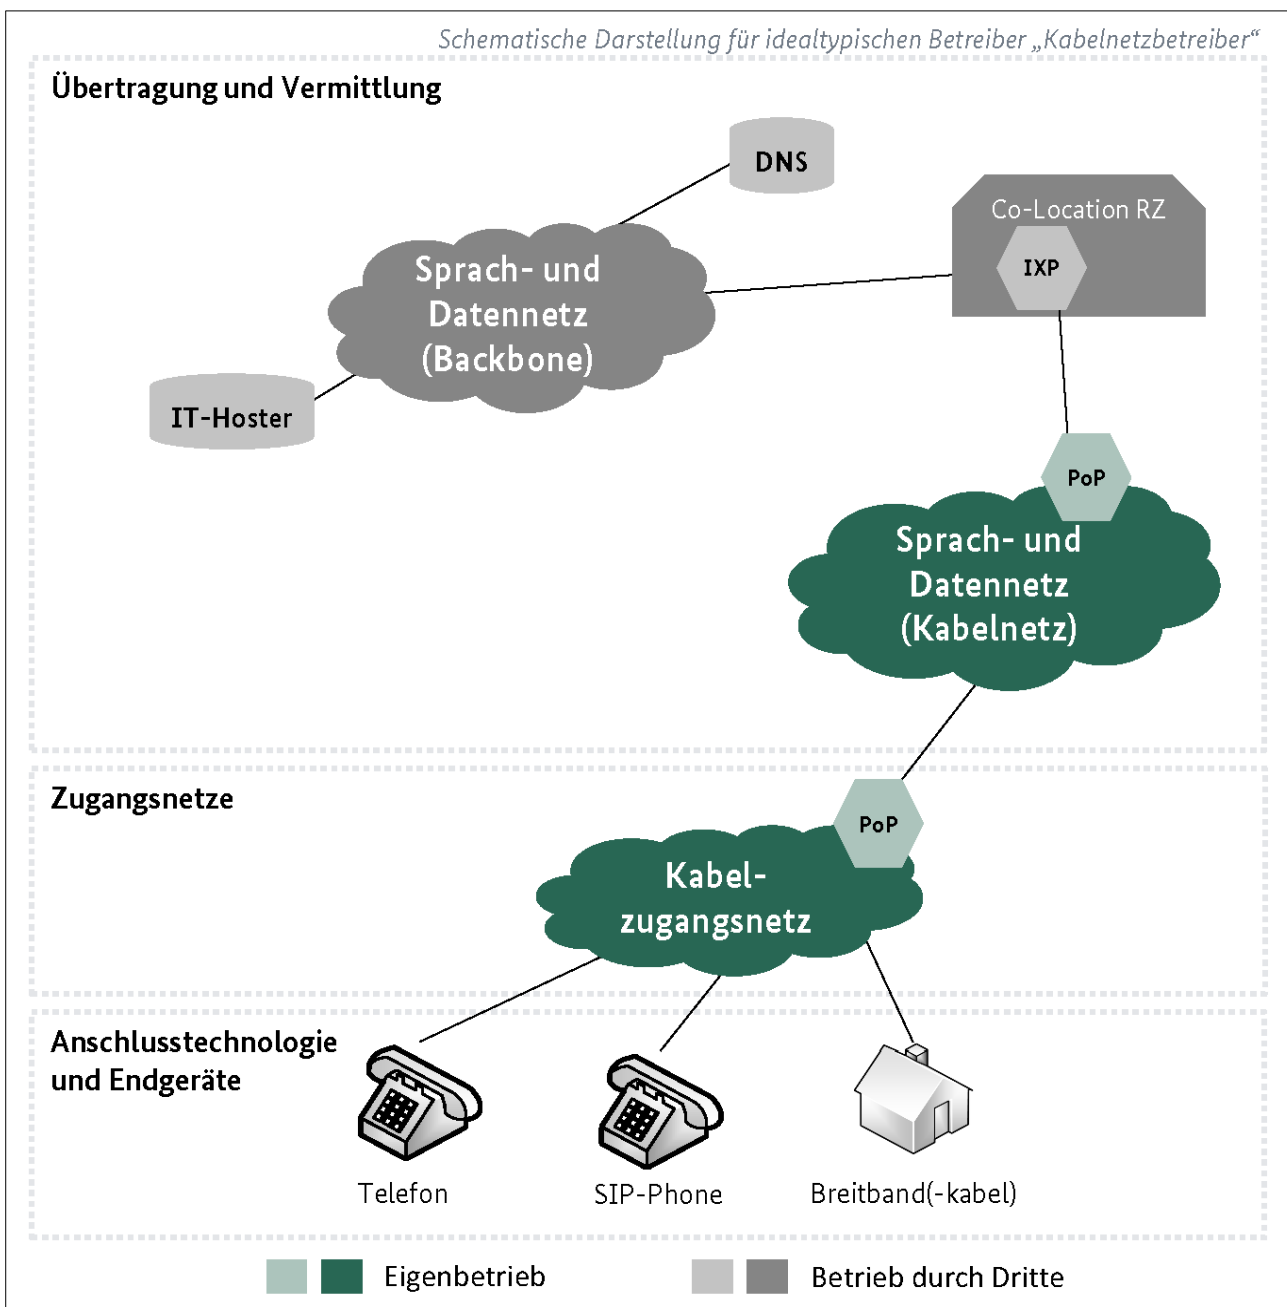 Schematische Darstellung für idealtypischen Betreiber „Kabelnetzbetreiber“
Übertragung und Vermittlung
DNS
Co-Location RZ
IXP
Sprach- und
Datennetz
(Backbone)
IT-Hoster
PoP
Sprach- und
Datennetz
(Kabelnetz)
Zugangsnetze
PoP
Kabel-
zugangsnetz
Anschlusstechnologie
und Endgeräte
Telefon
SIP-Phone
Breitband(-kabel)
Eigenbetrieb
Betrieb durch Dritte